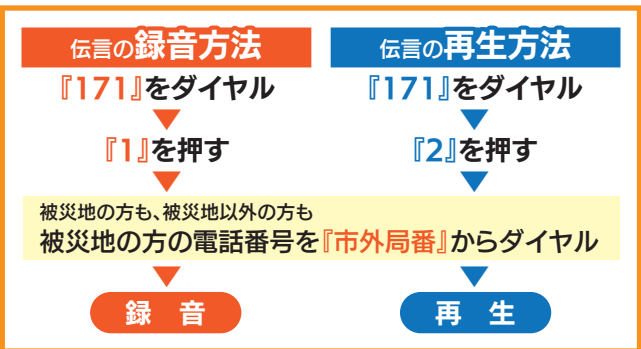 伝言の録音方法
『171』をダイヤル
『1』を押す
伝言の再生方法
『171』をダイヤル
『2』を押す
被災地の方も、被災地以外の方も
被災地の方の電話番号を『市外局番』からダイヤル
録 音
再 生